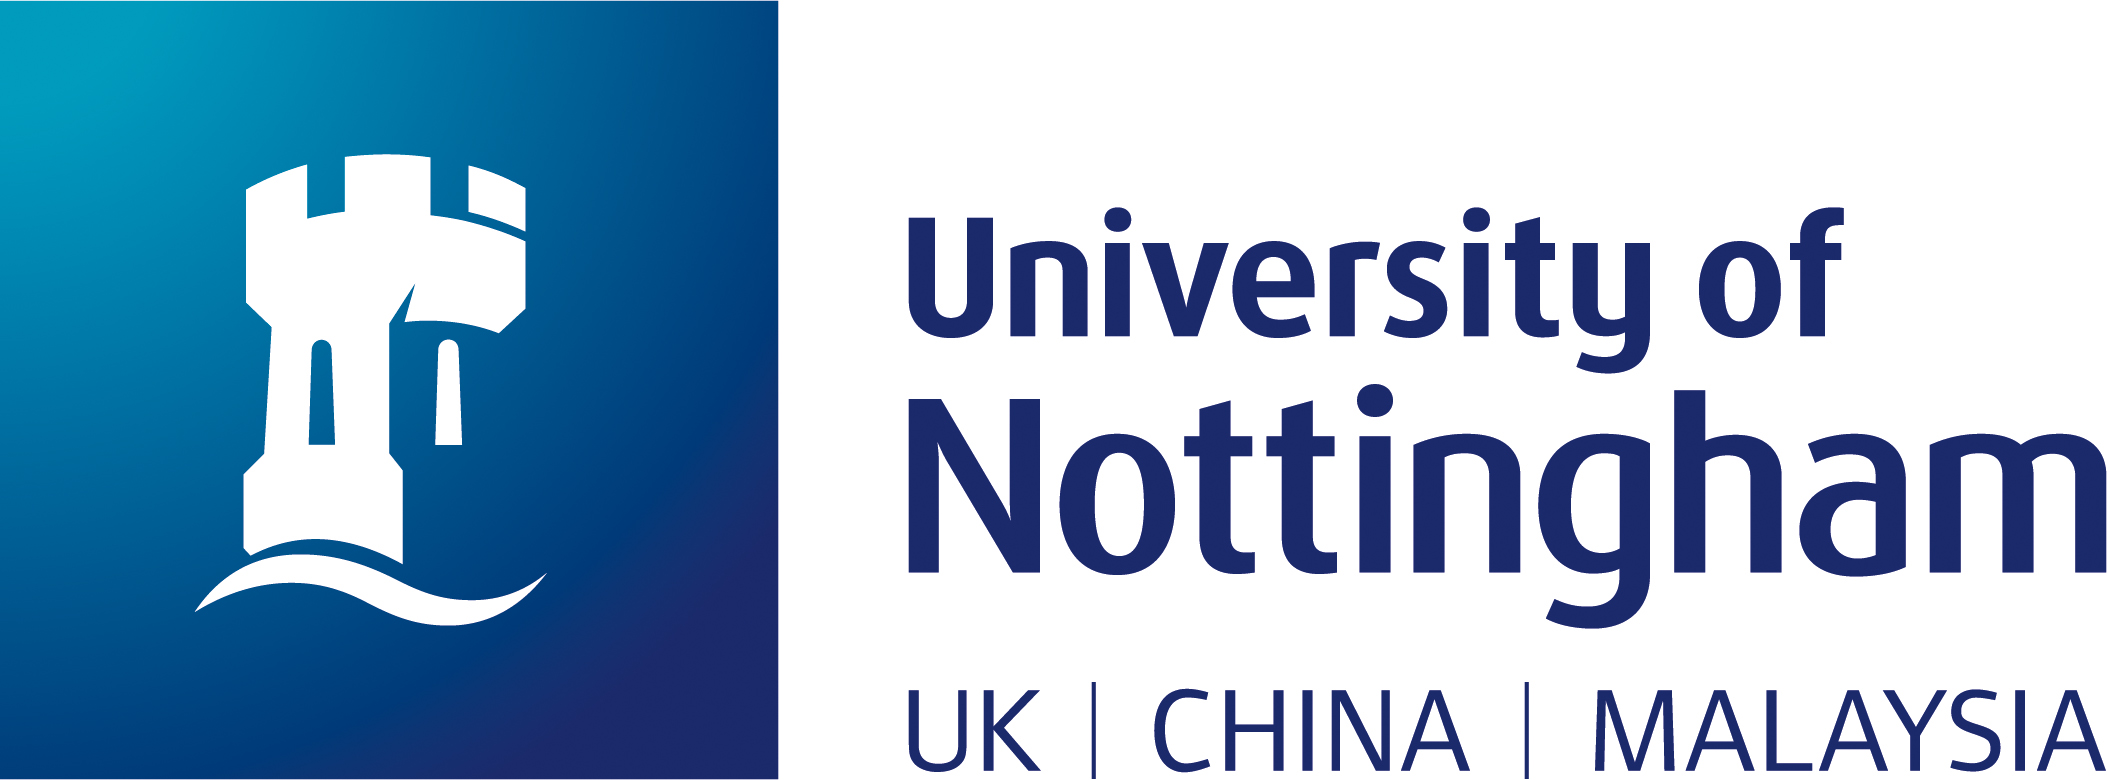 University of
Nottingham
UK | CHINA | MALAYSIA